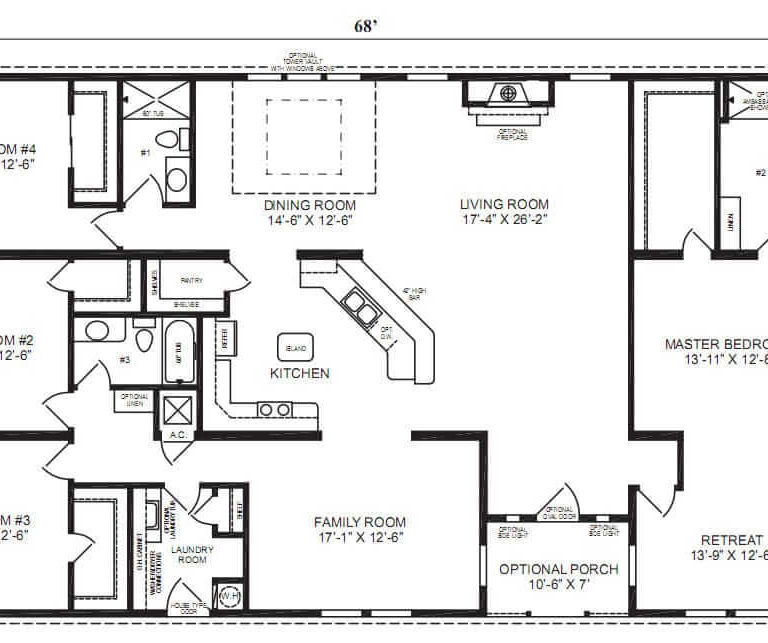 68'
OPTIONAL
TOWER VAULT
WITH WINDOWS ABOVE
OM #4
12'-6"
60" TUB
#1
DINING ROOM
14'-6" X 12'-6"
OPTIONAL
FIREPLACE
LIVING ROOM
17'-4" X 26'-2"
#2
LINEN
SHELVES
PANTRY
SHELVES
42" HIGH
BAR
OM #2
12'-6"
#3
60" TUB
REFER
ISLAND
KITCHEN
OPT.
D.W.
MASTER BEDRO
13'-11" X 12'-8
OPTIONAL
LINEN
A.C.
M #3
2'-6"
O.H. CABINET
WASHER/DRYER
CONNECTIONS
OPTIONAL
LAUNDRY TUB
SHELF
LAUNDRY
ROOM
W.H
HOUSE TYPE
DOOR
FAMILY ROOM
17'-1" X 12'-6"
OPTIONAL
OVAL DOOR
OPTIONAL
SIDE LIGHT
OPTIONAL
SIDE LIGHT
OPTIONAL PORCH
10'-6" X 7'
RETREAT
13'-9" X 12'-6